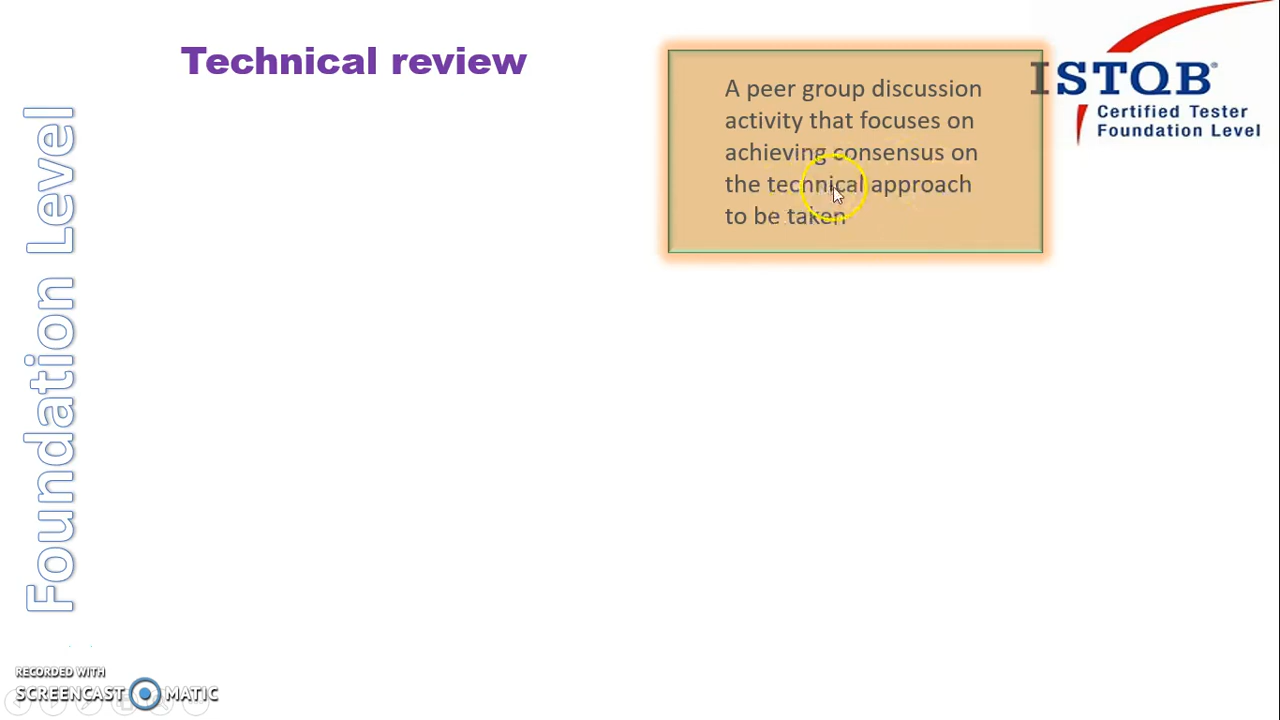 Technical review
A peer group discussion
activity that focuses on
achieving consensus on
the technical approach
to be taken
ISTQB®
Certified Tester
Foundation Level
Foundation Level
RECORDED WITH
SCREENCAST MATIC